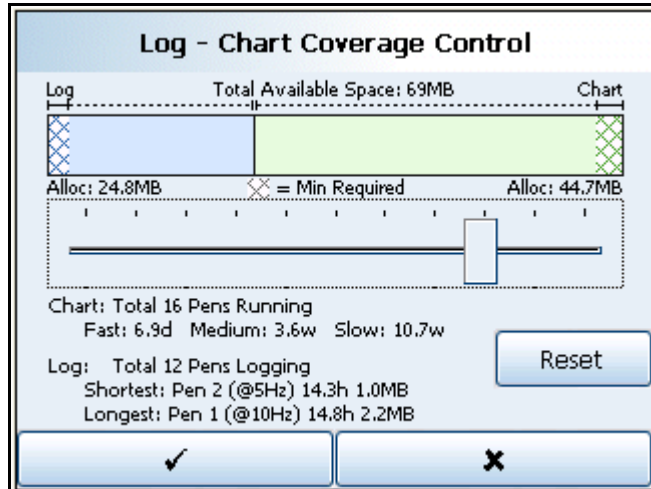 Log - Chart Coverage Control
Log Total Available Space: 69MB Chart
Alloc: 24.8MB = Min Required Alloc: 44.7MB
Chart: Total 16 Pens Running
Fast: 6.9d Medium: 3.6w Slow: 10.7w
Log: Total 12 Pens Logging
Shortest: Pen 2 (@5Hz) 14.3h 1.0MB
Longest: Pen 1 (@10Hz) 14.8h 2.2MB
Reset